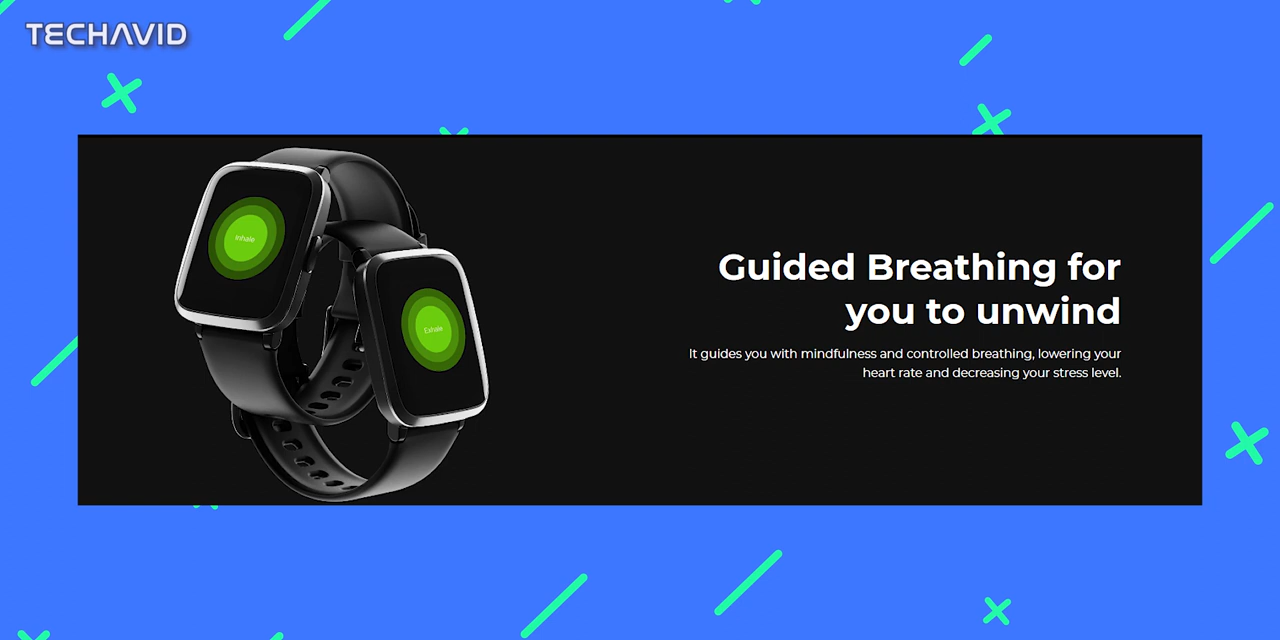 TECHAVID
Inhale
Exhale
Guided Breathing for
you to unwind
It guides you with mindfulness and controlled breathing, lowering your
heart rate and decreasing your stress level.